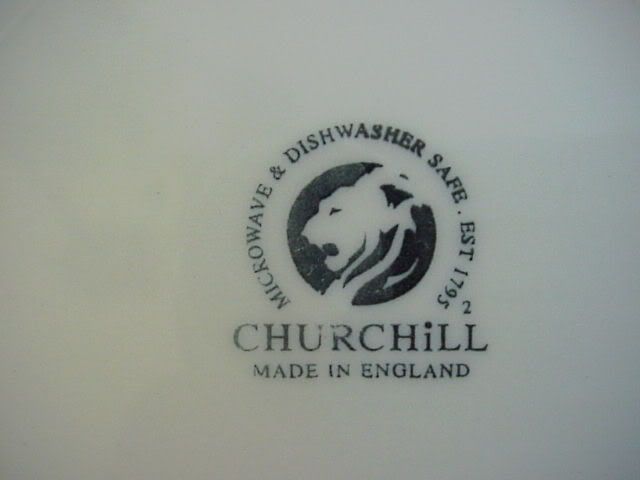 MICROWAVE & DISHWASHER SAFE . EST 1795
2
CHURCHiLL
MADE IN ENGLAND